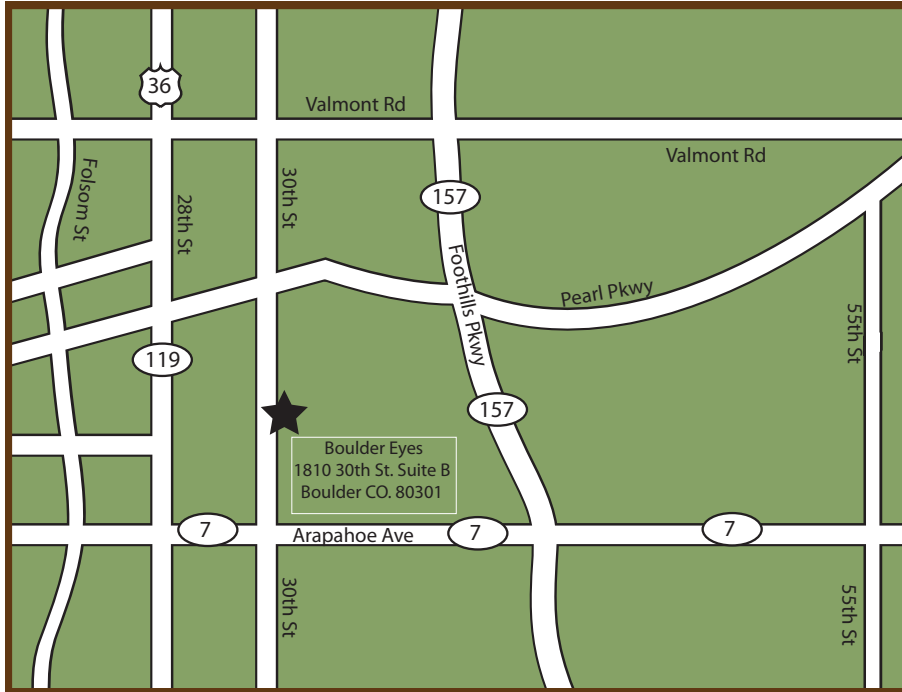 36
Valmont Rd
Valmont Rd
Folsom St
28th St
30th St
157
Foothills Pkwy
Pearl Pkwy
55th St
119
157
Boulder Eyes
1810 30th St. Suite B
Boulder CO. 80301
7
Arapahoe Ave
7
7
30th St
55th St